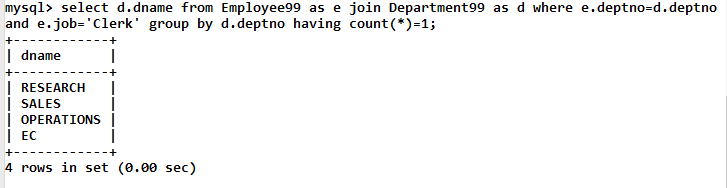 mysql> select d.dname from Employee99 as e join Department99 as d where e.deptno=d.deptno
and e.job='Clerk' group by d.deptno having count(*)=1;
+------------+
| dname      |
+------------+
| RESEARCH   |
| SALES      |
| OPERATIONS |
| EC         |
+------------+
4 rows in set (0.00 sec)